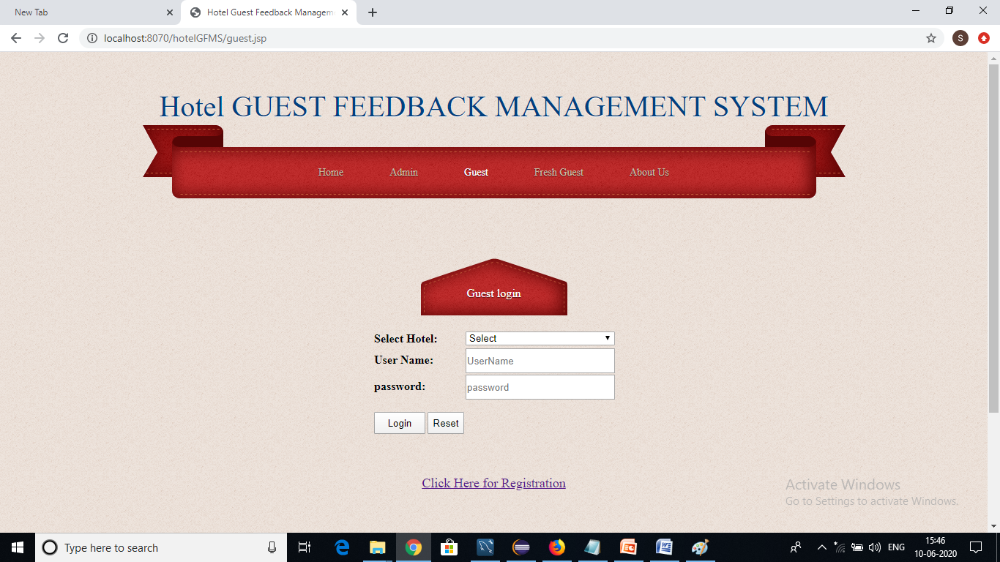 New Tab
Hotel Guest Feedback Managem
localhost:8070/hotelGFMS/guest.jsp
S
Hotel GUEST FEEDBACK MANAGEMENT SYSTEM
Home Admin Guest Fresh Guest About Us
Guest login
Select Hotel: Select
User Name: UserName
password: password
Login Reset
Click Here for Registration
Activate Windows
Go to Settings to activate Windows.
Type here to search
ENG
15:46
10-06-2020